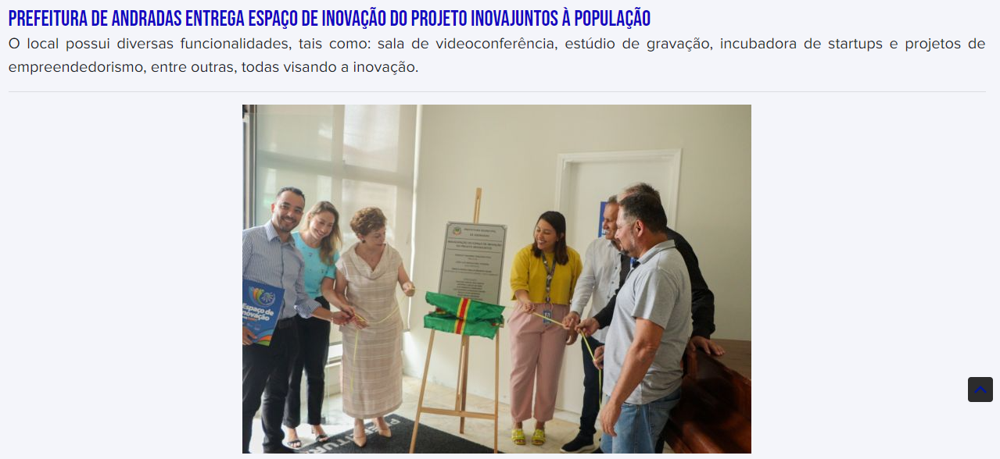 PREFEITURA DE ANDRADAS ENTREGA ESPAÇO DE INOVAÇÃO DO PROJETO INOVAJUNTOS À POPULAÇÃO
O local possui diversas funcionalidades, tais como: sala de videoconferência, estúdio de gravação, incubadora de startups e projetos de
empreendedorismo, entre outras, todas visando a inovação.
Espaço de
Inovação
PREFEITURA